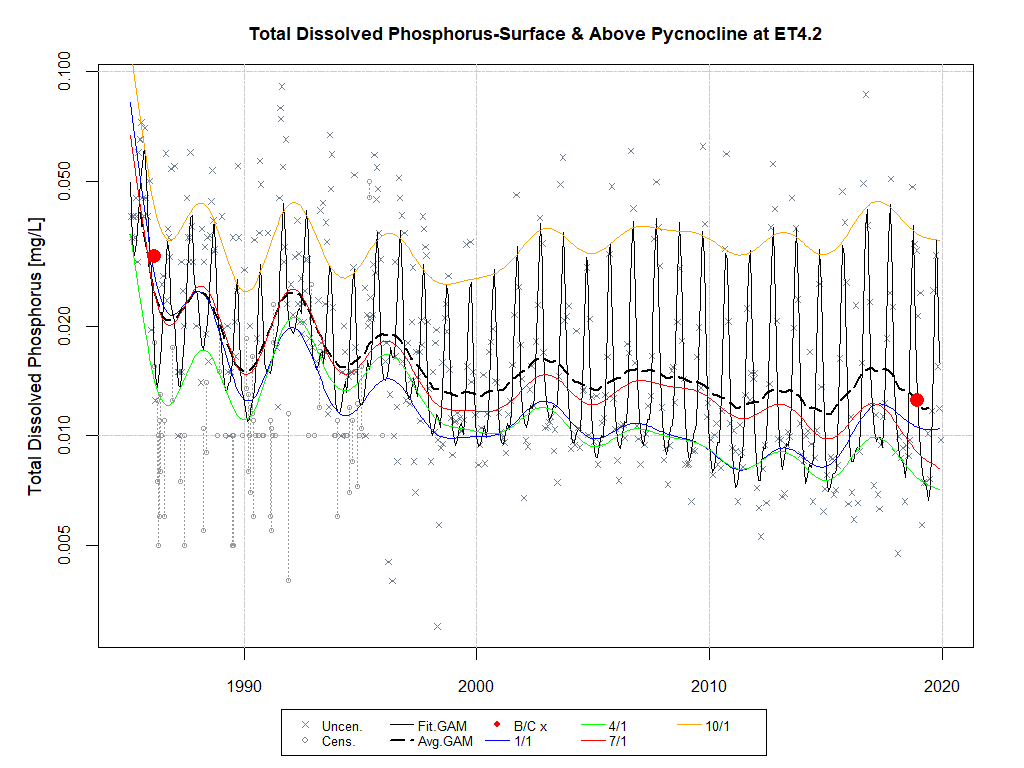 Total Dissolved Phosphorus-Surface & Above Pycnocline at ET4.2
Total Dissolved Phosphorus [mg/L]
0.100
0.050
0.020
0.010
0.005
1990 2000 2010 2020
Uncen. Fit.GAM B/C x 4/1 10/1
Cens. Avg.GAM 1/1 7/1